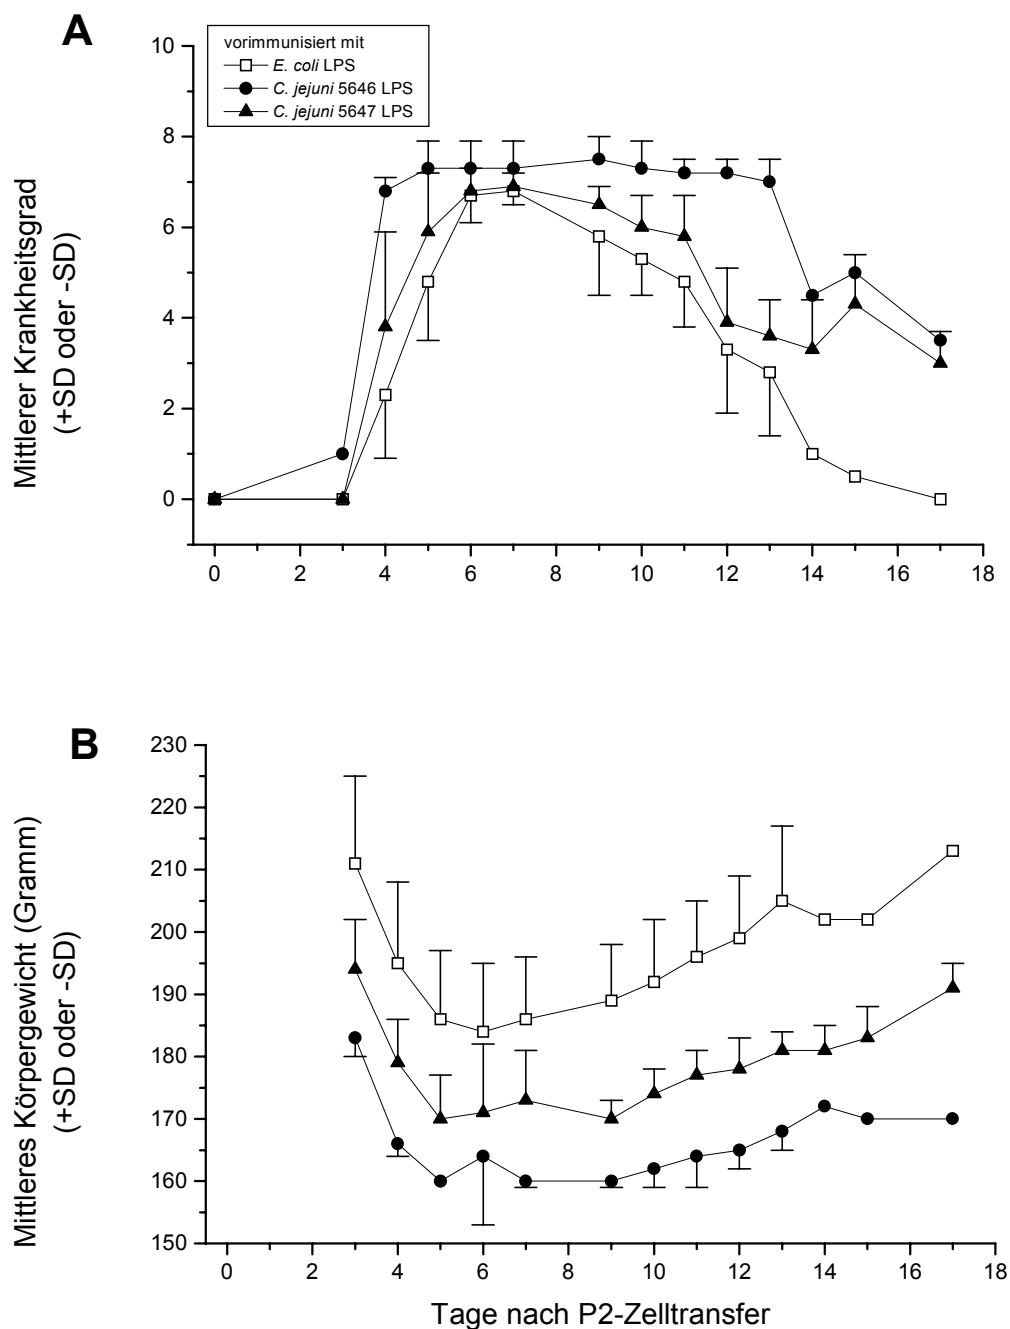 A
vorimmunisiert mit
E. coli LPS
C. jejuni 5646 LPS
C. jejuni 5647 LPS
Mittlerer Krankheitsgrad
(+SD oder -SD)
10
8
6
4
2
0
0 2 4 6 8 10 12 14 16 18
B
Mittleres Körpergewicht (Gramm)
(+SD oder -SD)
230
220
210
200
190
180
170
160
150
0 2 4 6 8 10 12 14 16 18
Tage nach P2-Zelltransfer